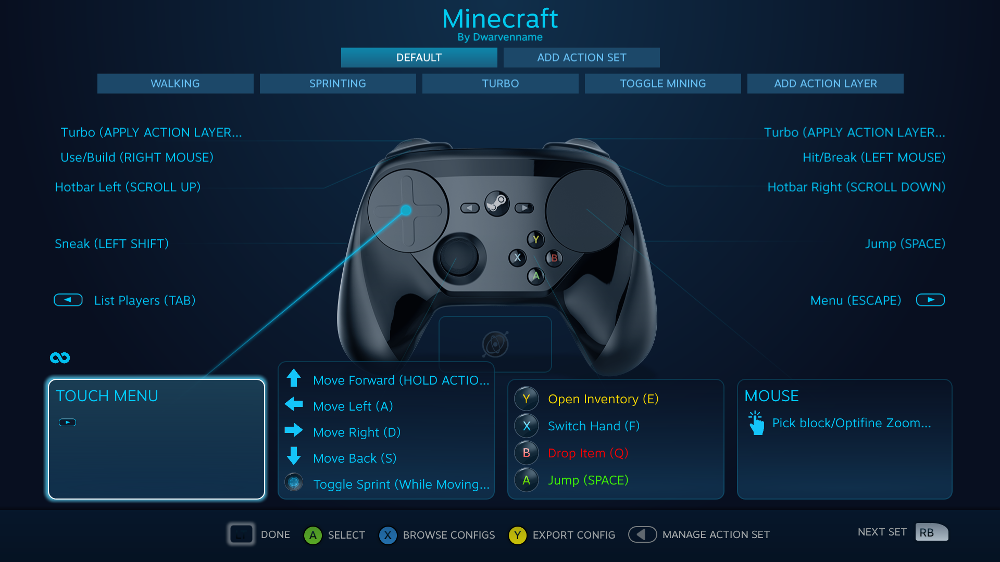 Minecraft
By Dwarvenname
DEFAULT
ADD ACTION SET
WALKING
SPRINTING
TURBO
TOGGLE MINING
ADD ACTION LAYER
Turbo (APPLY ACTION LAYER...
Use/Build (RIGHT MOUSE)
Hotbar Left (SCROLL UP)
Sneak (LEFT SHIFT)
List Players (TAB)
Turbo (APPLY ACTION LAYER...
Hit/Break (LEFT MOUSE)
Hotbar Right (SCROLL DOWN)
Jump (SPACE)
Menu (ESCAPE)
Y
X
B
A
TOUCH MENU
Move Forward (HOLD ACTIO...
Move Left (A)
Move Right (D)
Move Back (S)
Toggle Sprint (While Moving...
Y Open Inventory (E)
X Switch Hand (F)
B Drop Item (Q)
A Jump (SPACE)
MOUSE
Pick block/Optifine Zoom...
DONE
A SELECT
X BROWSE CONFIGS
Y EXPORT CONFIG
MANAGE ACTION SET
NEXT SET RB